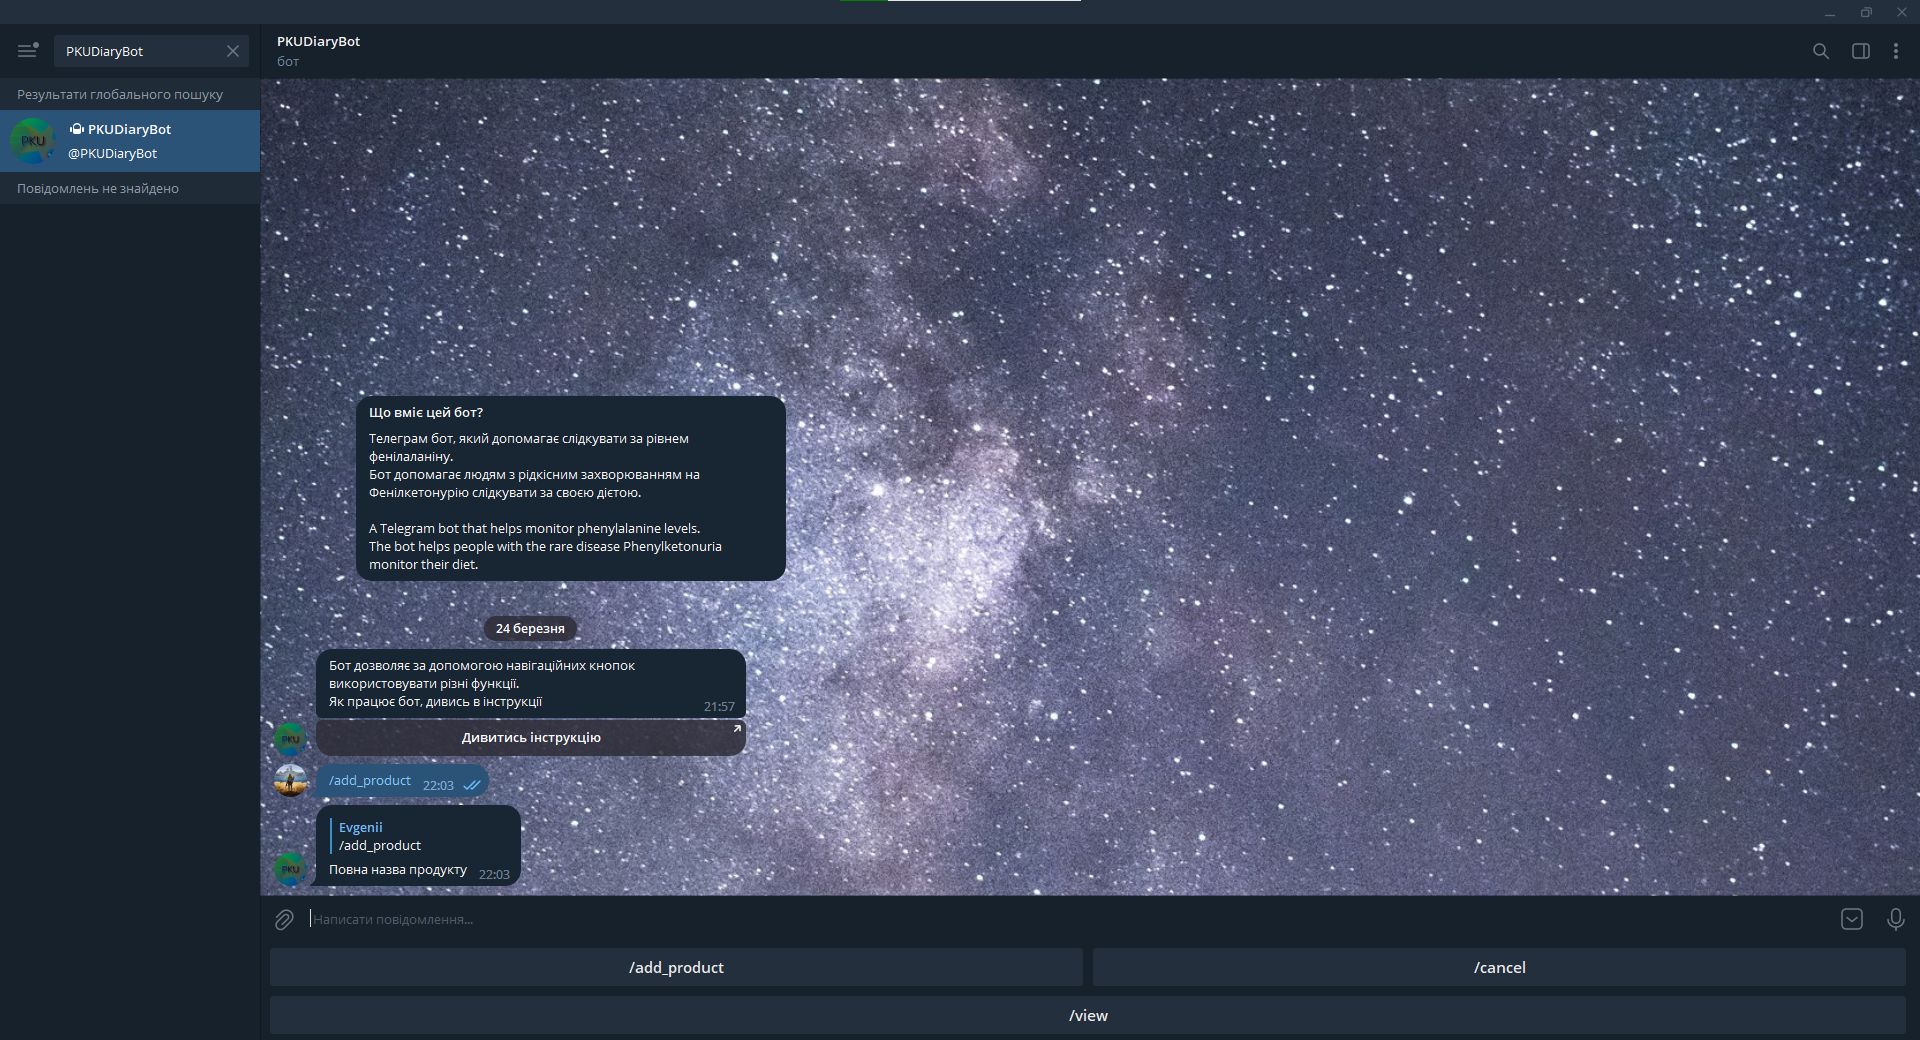 PKUDiaryBot
Результати глобального пошуку
PKU
PKUDiaryBot
@PKUDiaryBot
Повідомлень не знайдено
PKUDiaryBot
бот
Що вміє цей бот?
Телеграм бот, який допомагає слідкувати за рівнем
фенілаланіну.
Бот допомагає людям з рідкісним захворюванням на
Фенілкетонурію слідкувати за своєю дієтою.
A Telegram bot that helps monitor phenylalanine levels.
The bot helps people with the rare disease Phenylketonuria
monitor their diet.
24 березня
Бот дозволяє за допомогою навігаційних кнопок
використовувати різні функції.
Як працює бот, дивись в інструкції
21:57
PKU
Дивитись інструкцію
/add_product 22:03
Evgenii
/add_product
PKU
Повна назва продукту 22:03
Написати повідомлення...
/add_product
/cancel
/view